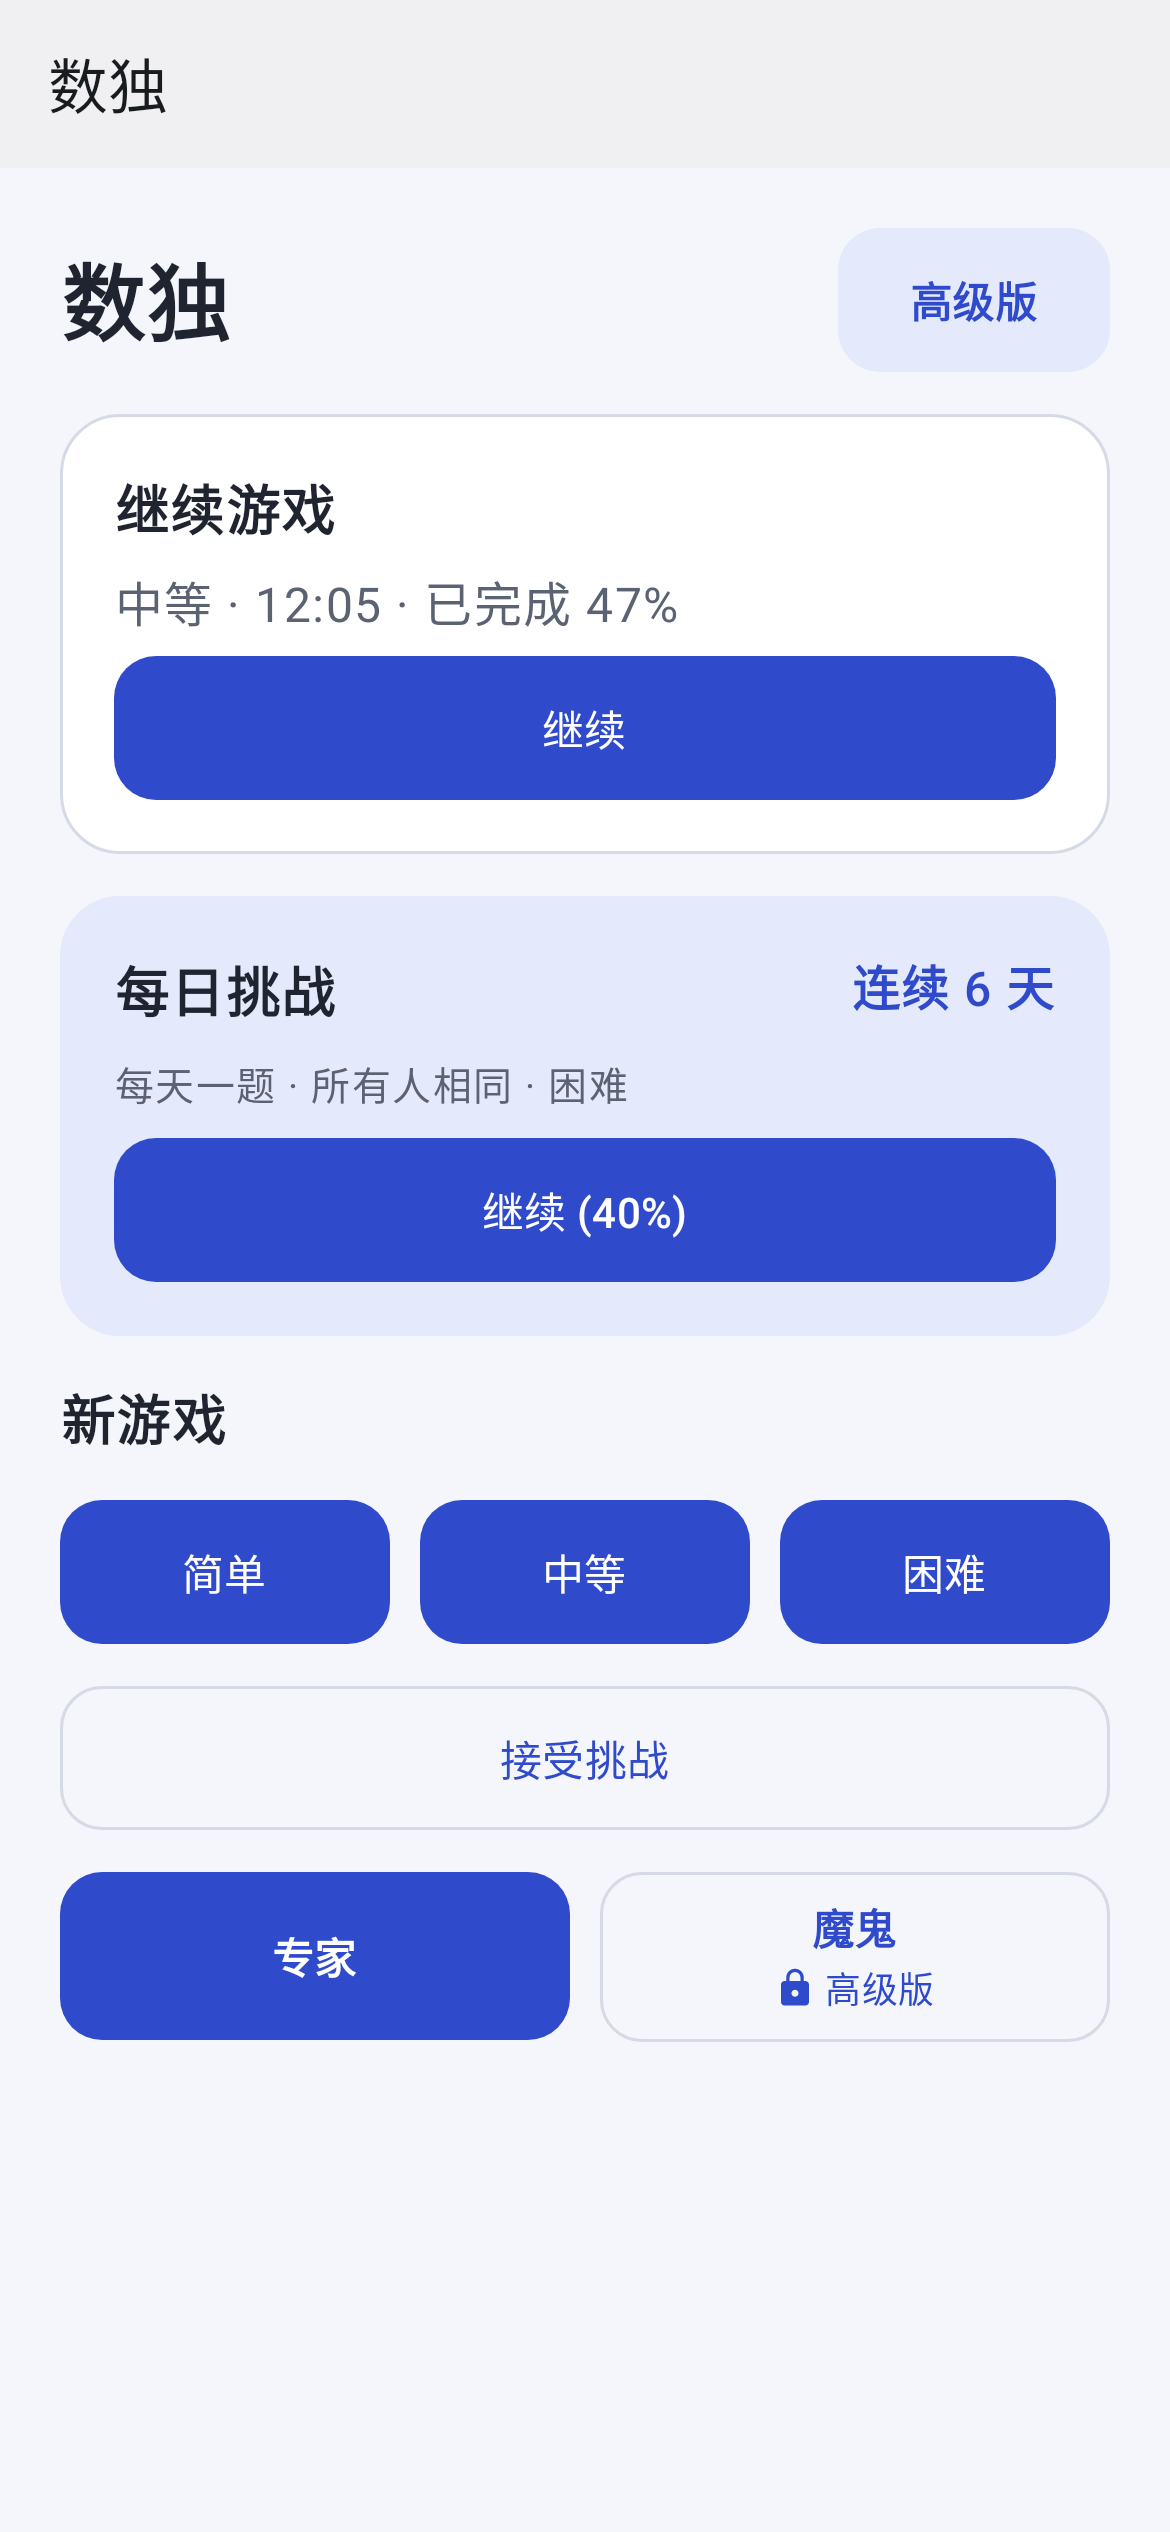 数独
数独
高级版
继续游戏
中等 · 12:05 · 已完成 47%
继续
每日挑战
连续 6 天
每天一题 · 所有人相同 · 困难
继续 (40%)
新游戏
简单
中等
困难
接受挑战
专家
魔鬼
高级版